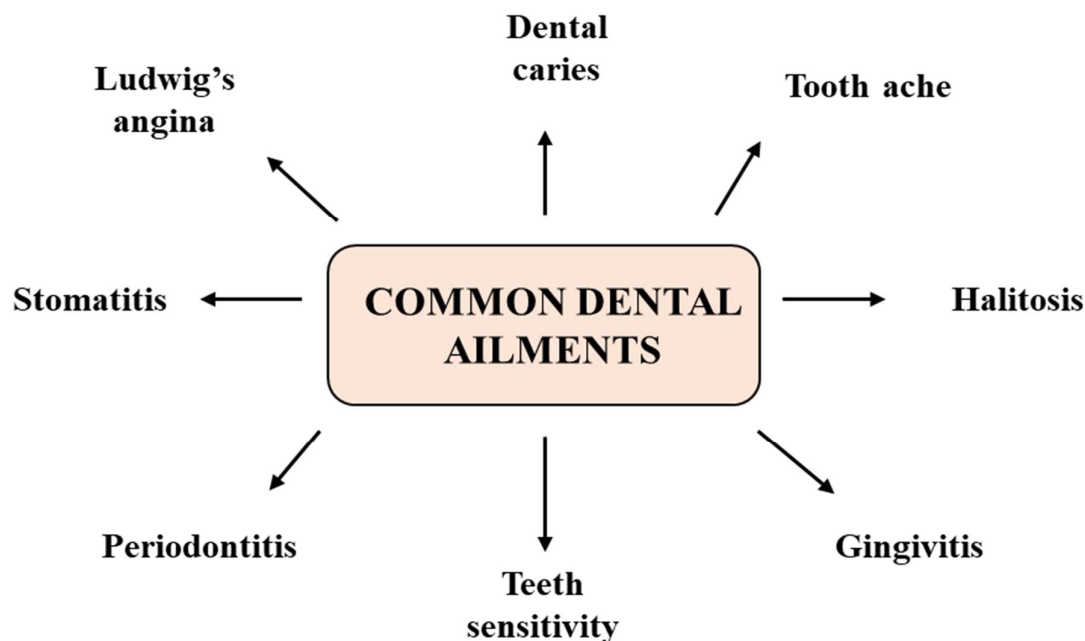 Dental
caries
Ludwig’s
angina
Tooth ache
Stomatitis
COMMON DENTAL
AILMENTS
Halitosis
Periodontitis
Gingivitis
Teeth
sensitivity